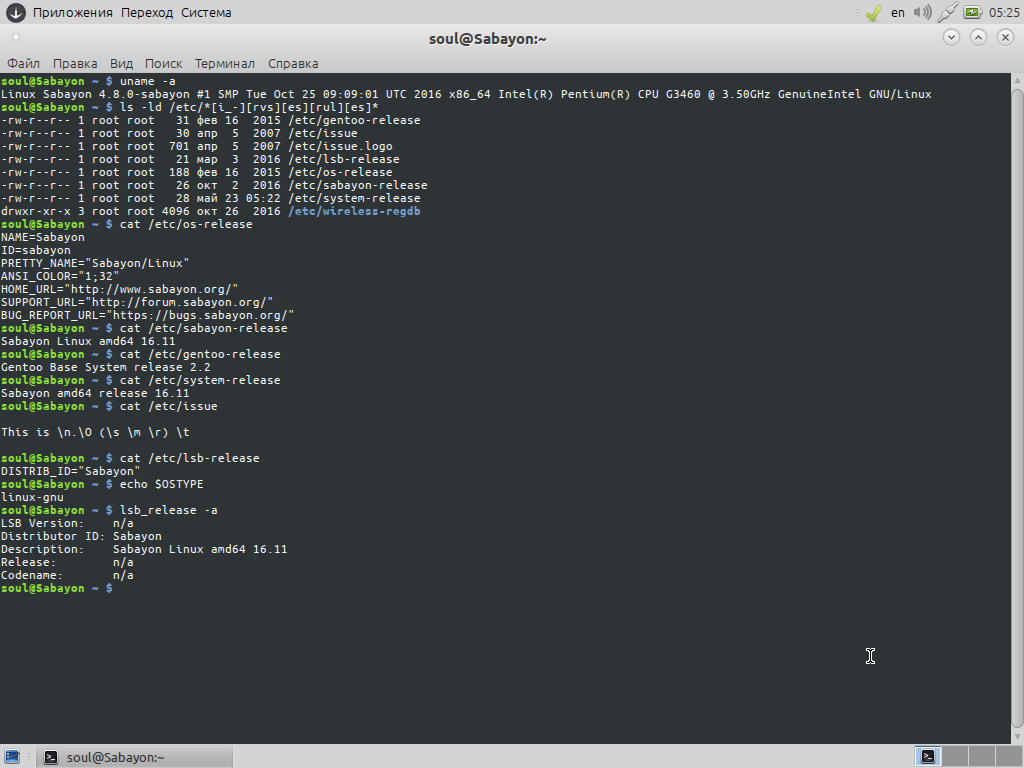 Приложения Переход Система en 05:25
soul@Sabayon:~
Файл Правка Вид Поиск Терминал Справка
soul@Sabayon ~ $ uname -a
Linux Sabayon 4.8.0-sabayon #1 SMP Tue Oct 25 09:09:01 UTC 2016 x86_64 Intel(R) Pentium(R) CPU G3460 @ 3.50GHz GenuineIntel GNU/Linux
soul@Sabayon ~ $ ls -ld /etc/*[i_-][rvs][es][rul][es]*
-rw-r--r-- 1 root root   31 фев 16  2015 /etc/gentoo-release
-rw-r--r-- 1 root root   30 апр  5  2007 /etc/issue
-rw-r--r-- 1 root root  701 апр  5  2007 /etc/issue.logo
-rw-r--r-- 1 root root   21 мар  3  2016 /etc/lsb-release
-rw-r--r-- 1 root root  188 фев 16  2015 /etc/os-release
-rw-r--r-- 1 root root   26 окт  2  2016 /etc/sabayon-release
-rw-r--r-- 1 root root   28 май 23 05:22 /etc/system-release
drwxr-xr-x 3 root root 4096 окт 26  2016 /etc/wireless-regdb
soul@Sabayon ~ $ cat /etc/os-release
NAME=Sabayon
ID=sabayon
PRETTY_NAME="Sabayon/Linux"
ANSI_COLOR="1;32"
HOME_URL="http://www.sabayon.org/"
SUPPORT_URL="http://forum.sabayon.org/"
BUG_REPORT_URL="https://bugs.sabayon.org/"
soul@Sabayon ~ $ cat /etc/sabayon-release
Sabayon Linux amd64 16.11
soul@Sabayon ~ $ cat /etc/gentoo-release
Gentoo Base System release 2.2
soul@Sabayon ~ $ cat /etc/system-release
Sabayon amd64 release 16.11
soul@Sabayon ~ $ cat /etc/issue
This is \n.\O (\s \m \r) \t
soul@Sabayon ~ $ cat /etc/lsb-release
DISTRIB_ID="Sabayon"
soul@Sabayon ~ $ echo $OSTYPE
linux-gnu
soul@Sabayon ~ $ lsb_release -a
LSB Version:    n/a
Distributor ID: Sabayon
Description:    Sabayon Linux amd64 16.11
Release:        n/a
Codename:       n/a
soul@Sabayon ~ $
soul@Sabayon:~